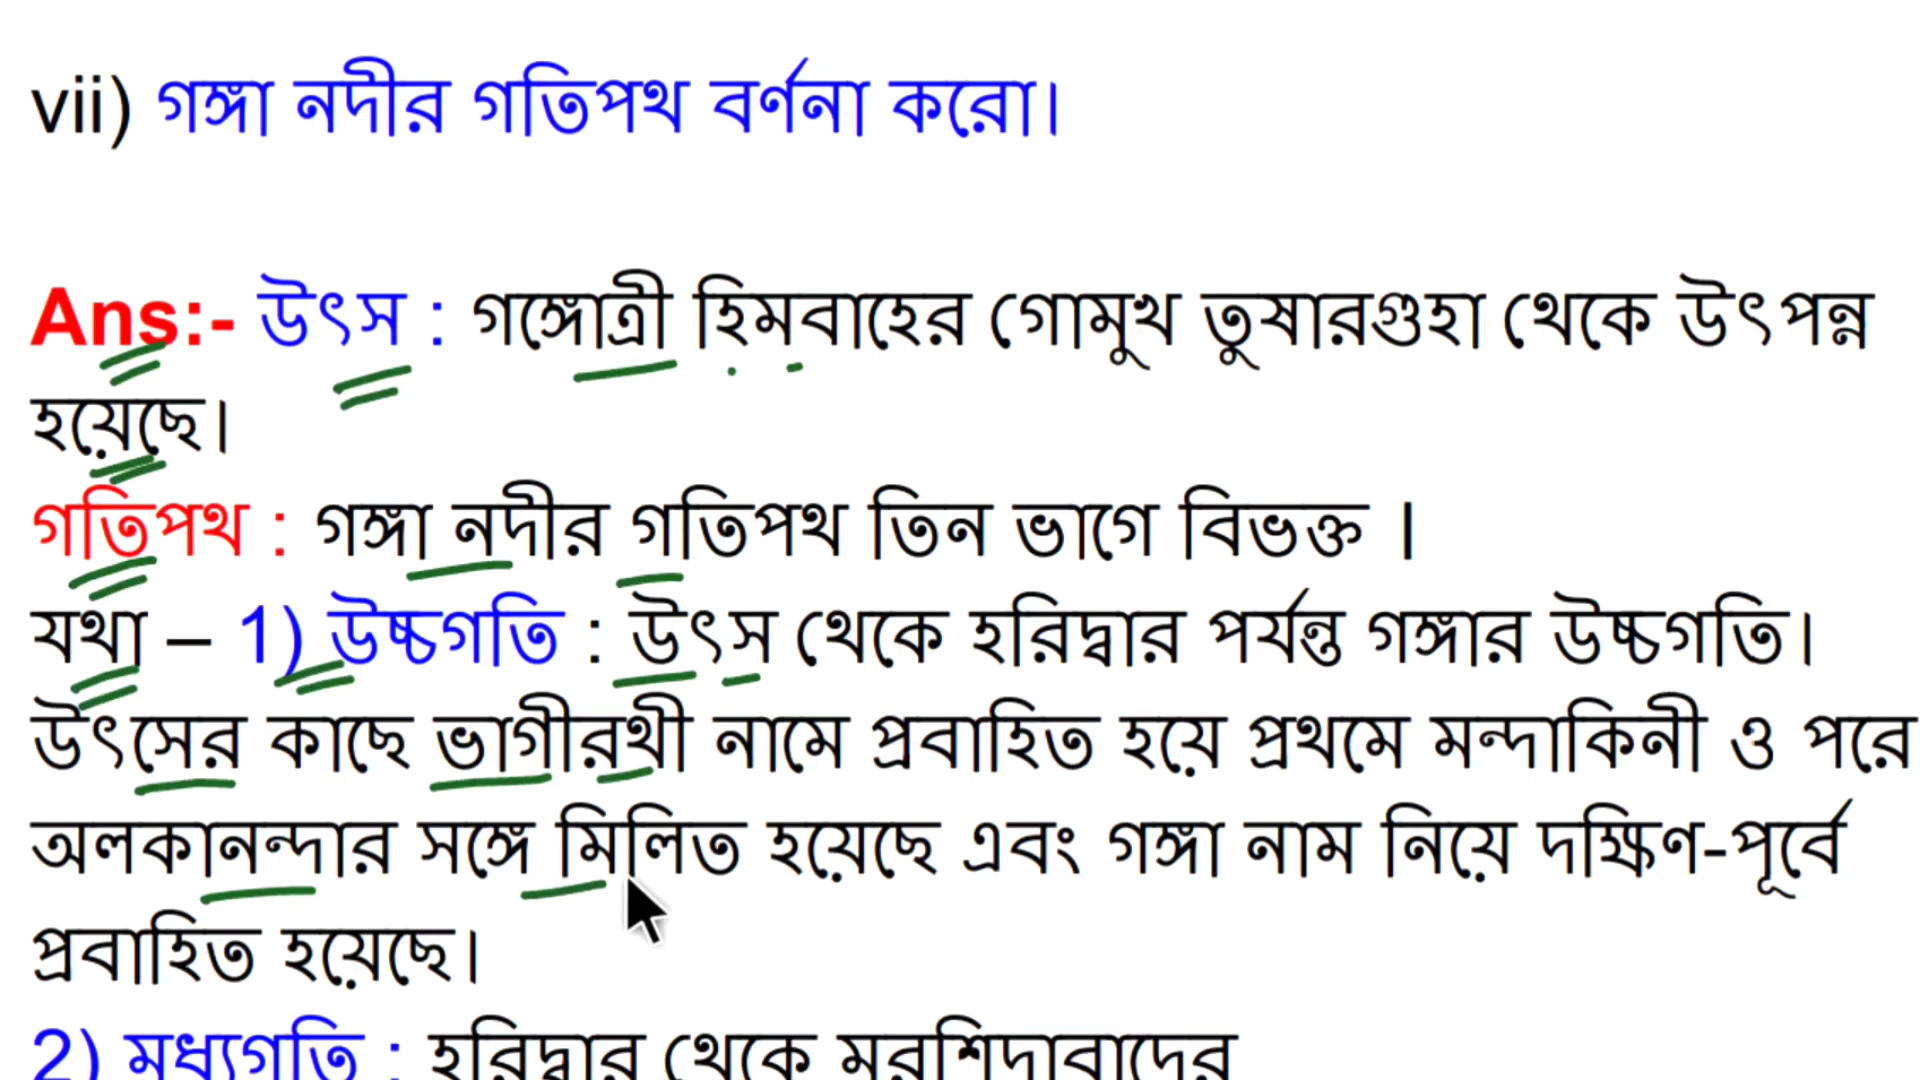 vii) গঙ্গা নদীর গতিপথ বর্ণনা করো।
Ans:- উৎস : গঙ্গোত্রী হিমবাহের গোমুখ তুষারগুহা থেকে উৎপন্ন
হয়েছে।
গতিপথ : গঙ্গা নদীর গতিপথ তিন ভাগে বিভক্ত ।
যথা – 1) উচ্চগতি : উৎস থেকে হরিদ্বার পর্যন্ত গঙ্গার উচ্চগতি।
উৎসের কাছে ভাগীরথী নামে প্রবাহিত হয়ে প্রথমে মন্দাকিনী ও পরে
অলকানন্দার সঙ্গে মিলিত হয়েছে এবং গঙ্গা নাম নিয়ে দক্ষিণ-পূর্বে
প্রবাহিত হয়েছে।
2) মধ্যগতি : হরিদ্বার থেকে মুরশিদাবাদের